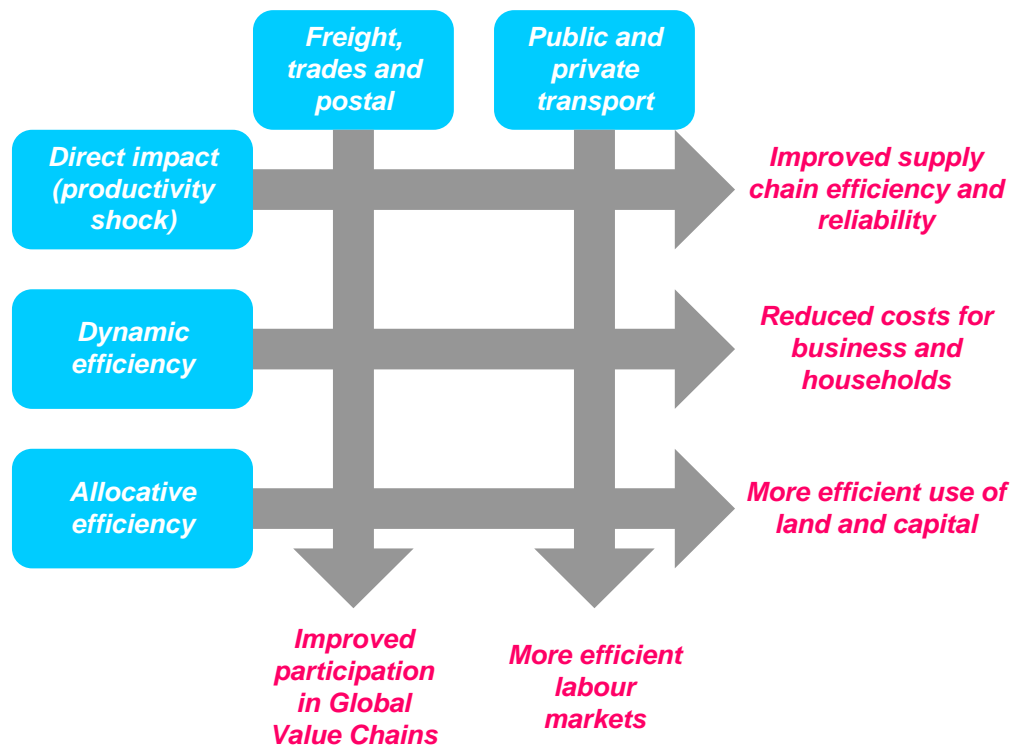 Freight,
trades and
postal
Public and
private
transport
Direct impact
(productivity
shock)
Improved supply
chain efficiency and
reliability
Dynamic
efficiency
Reduced costs for
business and
households
Allocative
efficiency
More efficient use of
land and capital
Improved
participation
in Global
Value Chains
More efficient
labour
markets